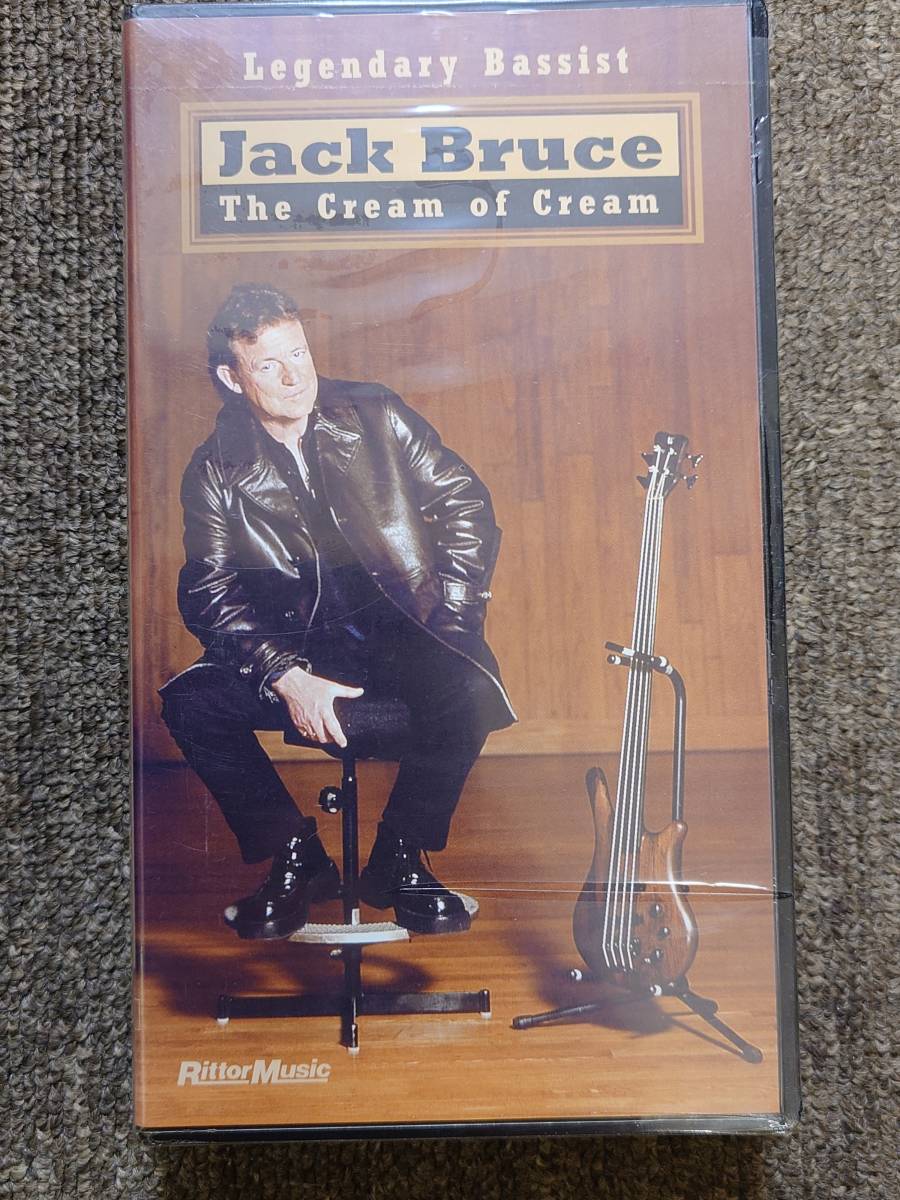 Legendary Bassist
Jack Bruce
The Cream of Cream
RittorMusic